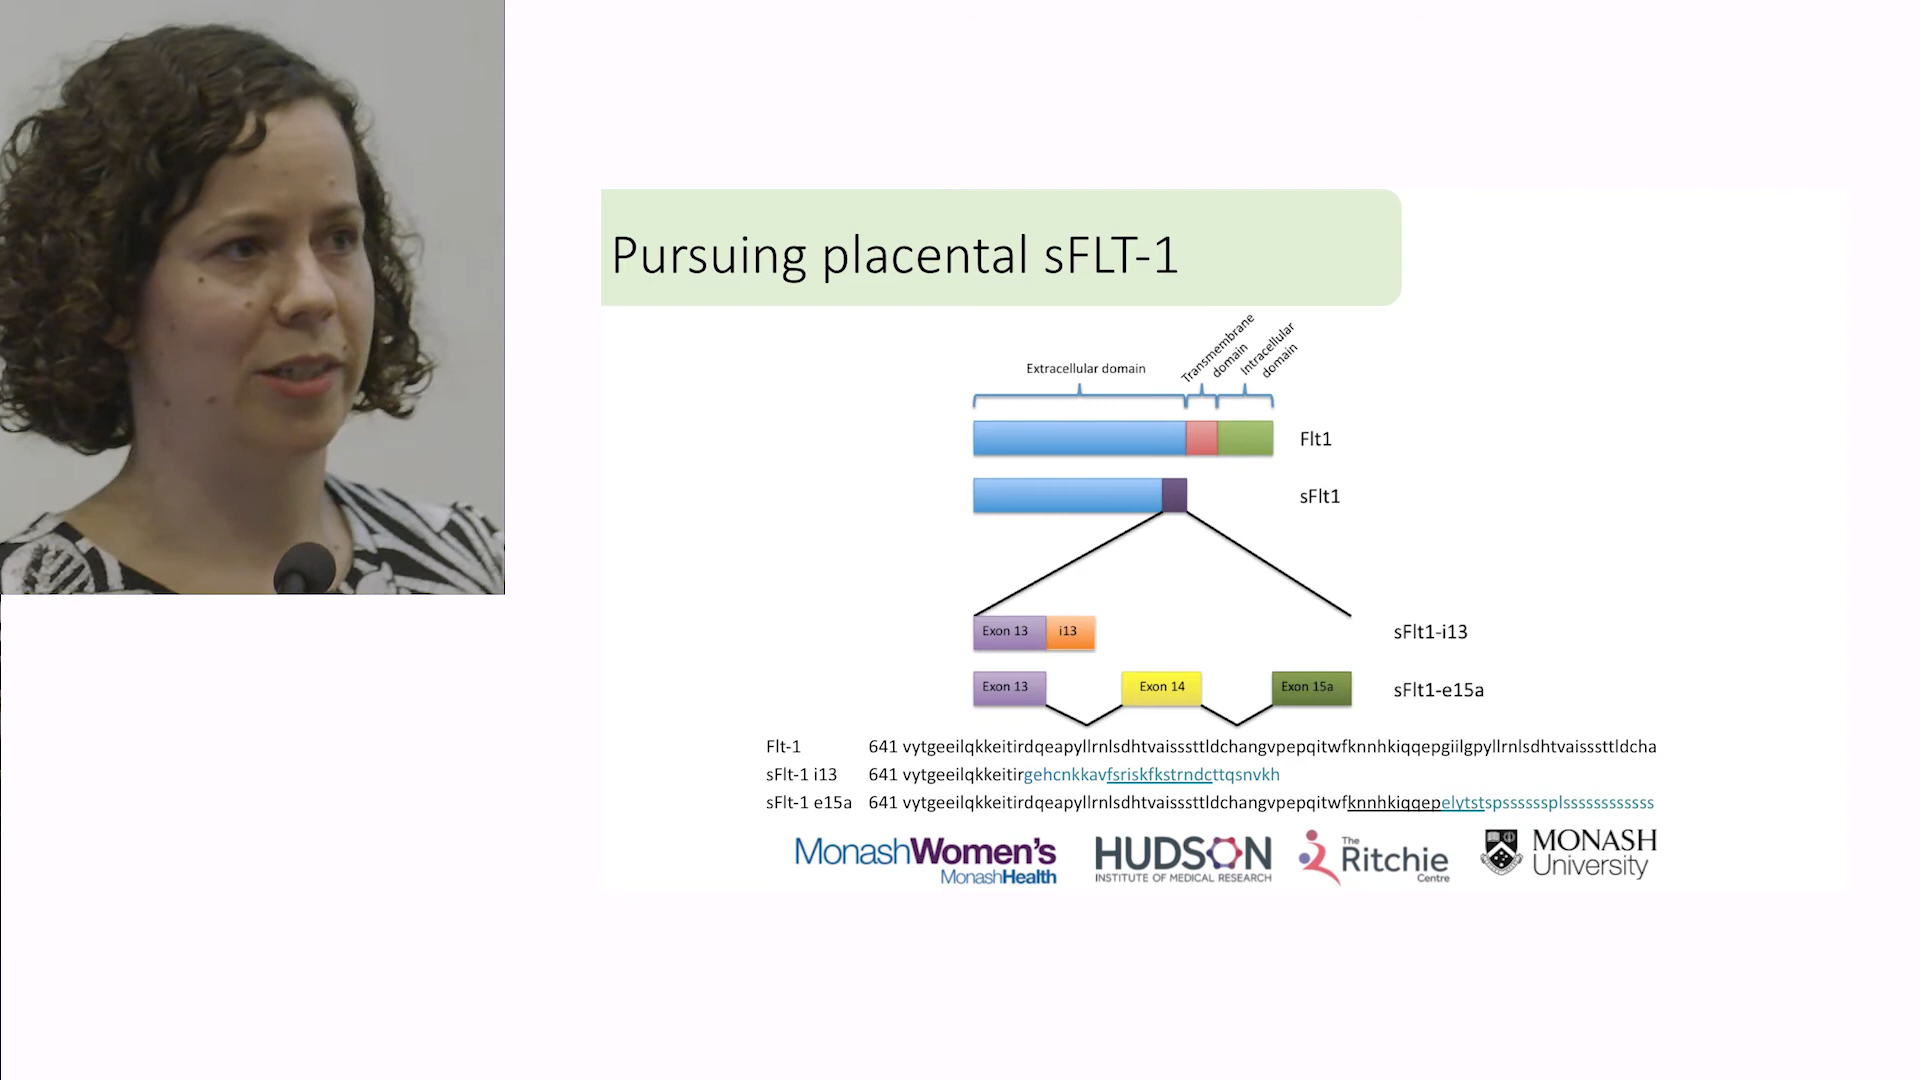 Pursuing placental sFLT-1
Extracellular domain
Transmembrane
domain
Intracellular
domain
Flt1
sFlt1
Exon 13
i13
sFlt1-i13
Exon 13
Exon 14
Exon 15a
sFlt1-e15a
Flt-1 641 vytgeeilqkkeitirdqeapyllrnlsdhtvaisssttldchangvpepqitwfknnhkiqqepgiilgpyllrnlsdhtvaisssttldcha
sFlt-1 i13 641 vytgeeilqkkeitirgehcnkkavfsriskfkstrndcttqsnvkh
sFlt-1 e15a 641 vytgeeilqkkeitirdqeapyllrnlsdhtvaisssttldchangvpepqitwfknnhkiqqepelytstspssssssplssssssssssss
MonashWomen's
MonashHealth
HUDSON
INSTITUTE OF MEDICAL RESEARCH
The
Ritchie
Centre
MONASH
University